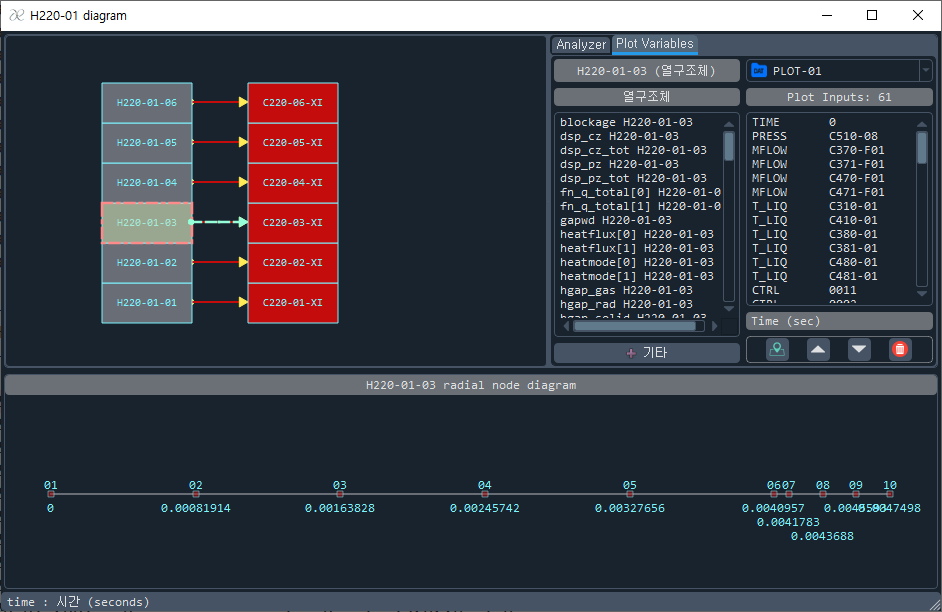 H220-01 diagram
Analyzer
Plot Variables
H220-01-03 (열구조체)
PLOT-01
열구조체
Plot Inputs: 61
H220-01-06
C220-06-XI
H220-01-05
C220-05-XI
H220-01-04
C220-04-XI
H220-01-03
C220-03-XI
H220-01-02
C220-02-XI
H220-01-01
C220-01-XI
blockage H220-01-03
dsp_cz H220-01-03
dsp_cz_tot H220-01-03
dsp_pz H220-01-03
dsp_pz_tot H220-01-03
fn_q_total[0] H220-01-0
fn_q_total[1] H220-01-0
gapwd H220-01-03
heatflux[0] H220-01-03
heatflux[1] H220-01-03
heatmode[0] H220-01-03
heatmode[1] H220-01-03
hgap_gas H220-01-03
hgap_rad H220-01-03
hgap_solid H220-01-03
TIME 0
PRESS C510-08
MFLOW C370-F01
MFLOW C371-F01
MFLOW C470-F01
MFLOW C471-F01
T_LIQ C310-01
T_LIQ C410-01
T_LIQ C380-01
T_LIQ C381-01
T_LIQ C480-01
T_LIQ C481-01
CTRL 0011
Time (sec)
+ 기타
H220-01-03 radial node diagram
01 02 03 04 05 06 07 08 09 10
0 0.00081914 0.00163828 0.00245742 0.00327656 0.0040957
0.0041783
0.0043688
time : 시간 (seconds)